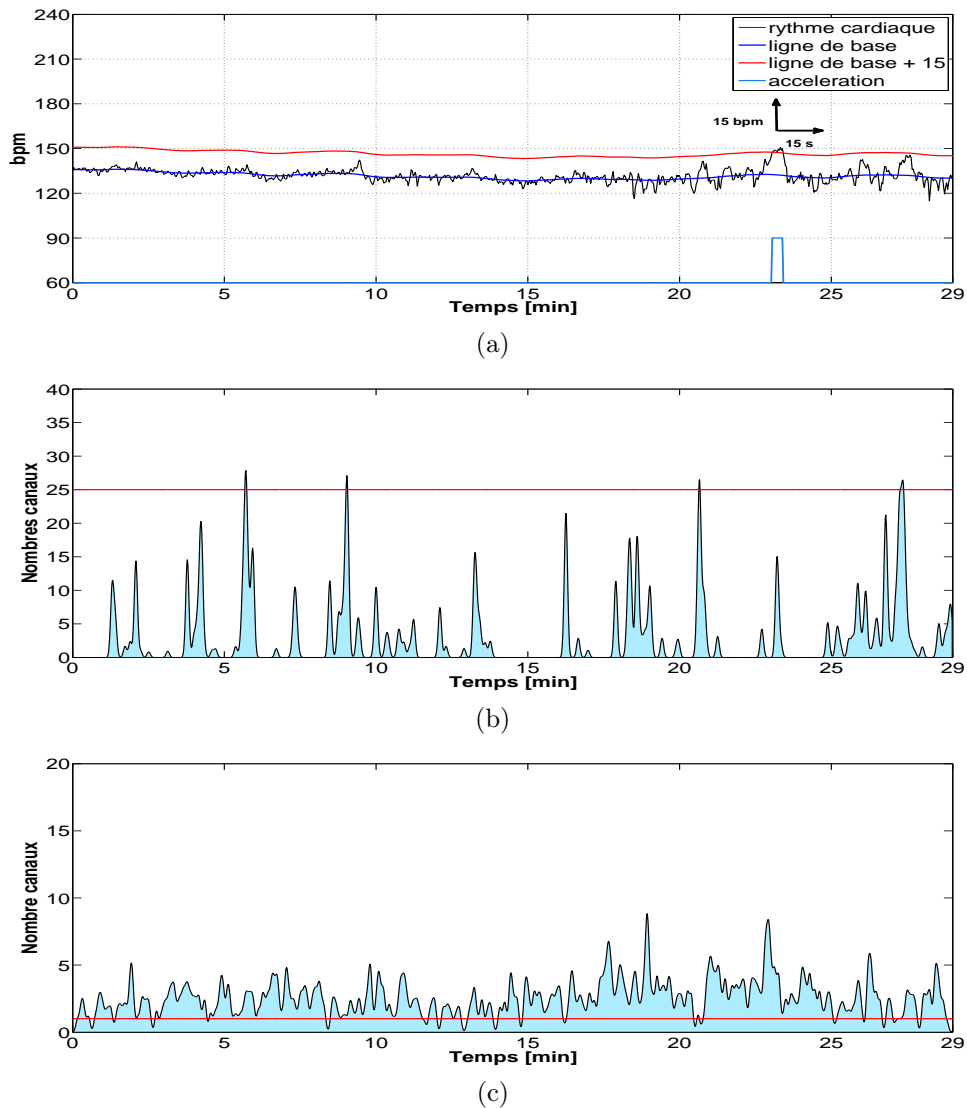 240
210
180
150
120
90
60
bpm
rythme cardiaque
ligne de base
ligne de base + 15
acceleration
15 bpm
15 s
0 5 10 15 20 25 29
Temps [min]
(a)
40
35
30
25
20
15
10
5
0
Nombres canaux
0 5 10 15 20 25 29
Temps [min]
(b)
20
15
10
5
0
Nombre canaux
0 5 10 15 20 25 29
Temps [min]
(c)